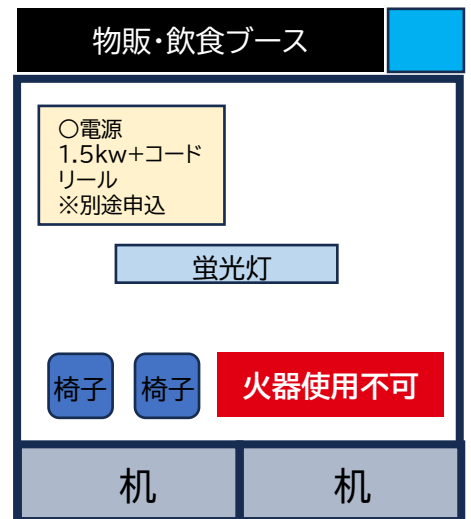 物販・飲食ブース
〇電源
1.5kw+コード
リール
※別途申込
蛍光灯
椅子 椅子 火器使用不可
机 机